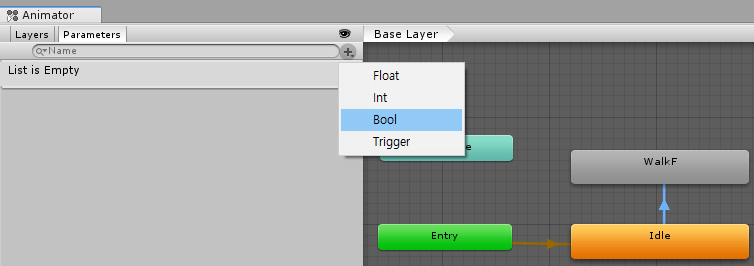 Animator
Layers
Parameters
Base Layer
Name
List is Empty
Float
Int
Bool
Trigger
WalkF
Entry
Idle